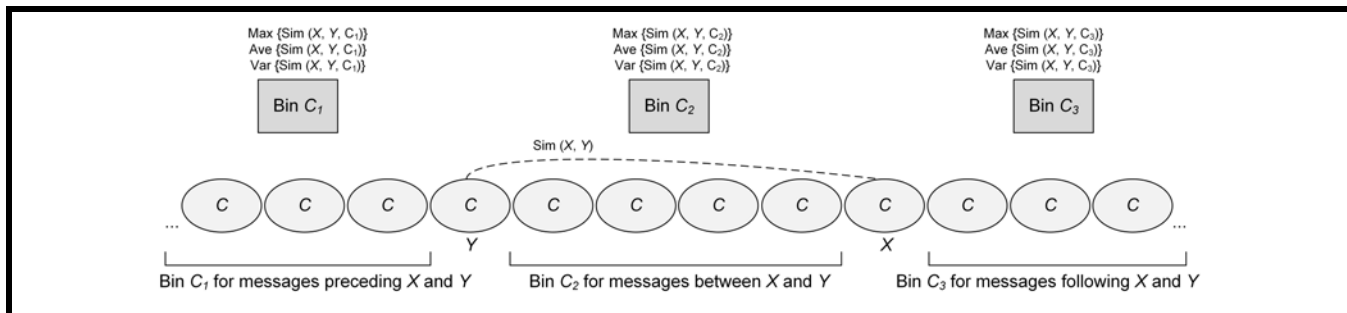 Max {Sim (X, Y, C₁)}
Ave {Sim (X, Y, C₁)}
Var {Sim (X, Y, C₁)}
Bin C₁
Max {Sim (X, Y, C₂)}
Ave {Sim (X, Y, C₂)}
Var {Sim (X, Y, C₂)}
Bin C₂
Max {Sim (X, Y, C₃)}
Ave {Sim (X, Y, C₃)}
Var {Sim (X, Y, C₃)}
Bin C₃
Sim (X, Y)
... C C C C C C C C C C C C ...
Y X
Bin C₁ for messages preceding X and Y
Bin C₂ for messages between X and Y
Bin C₃ for messages following X and Y